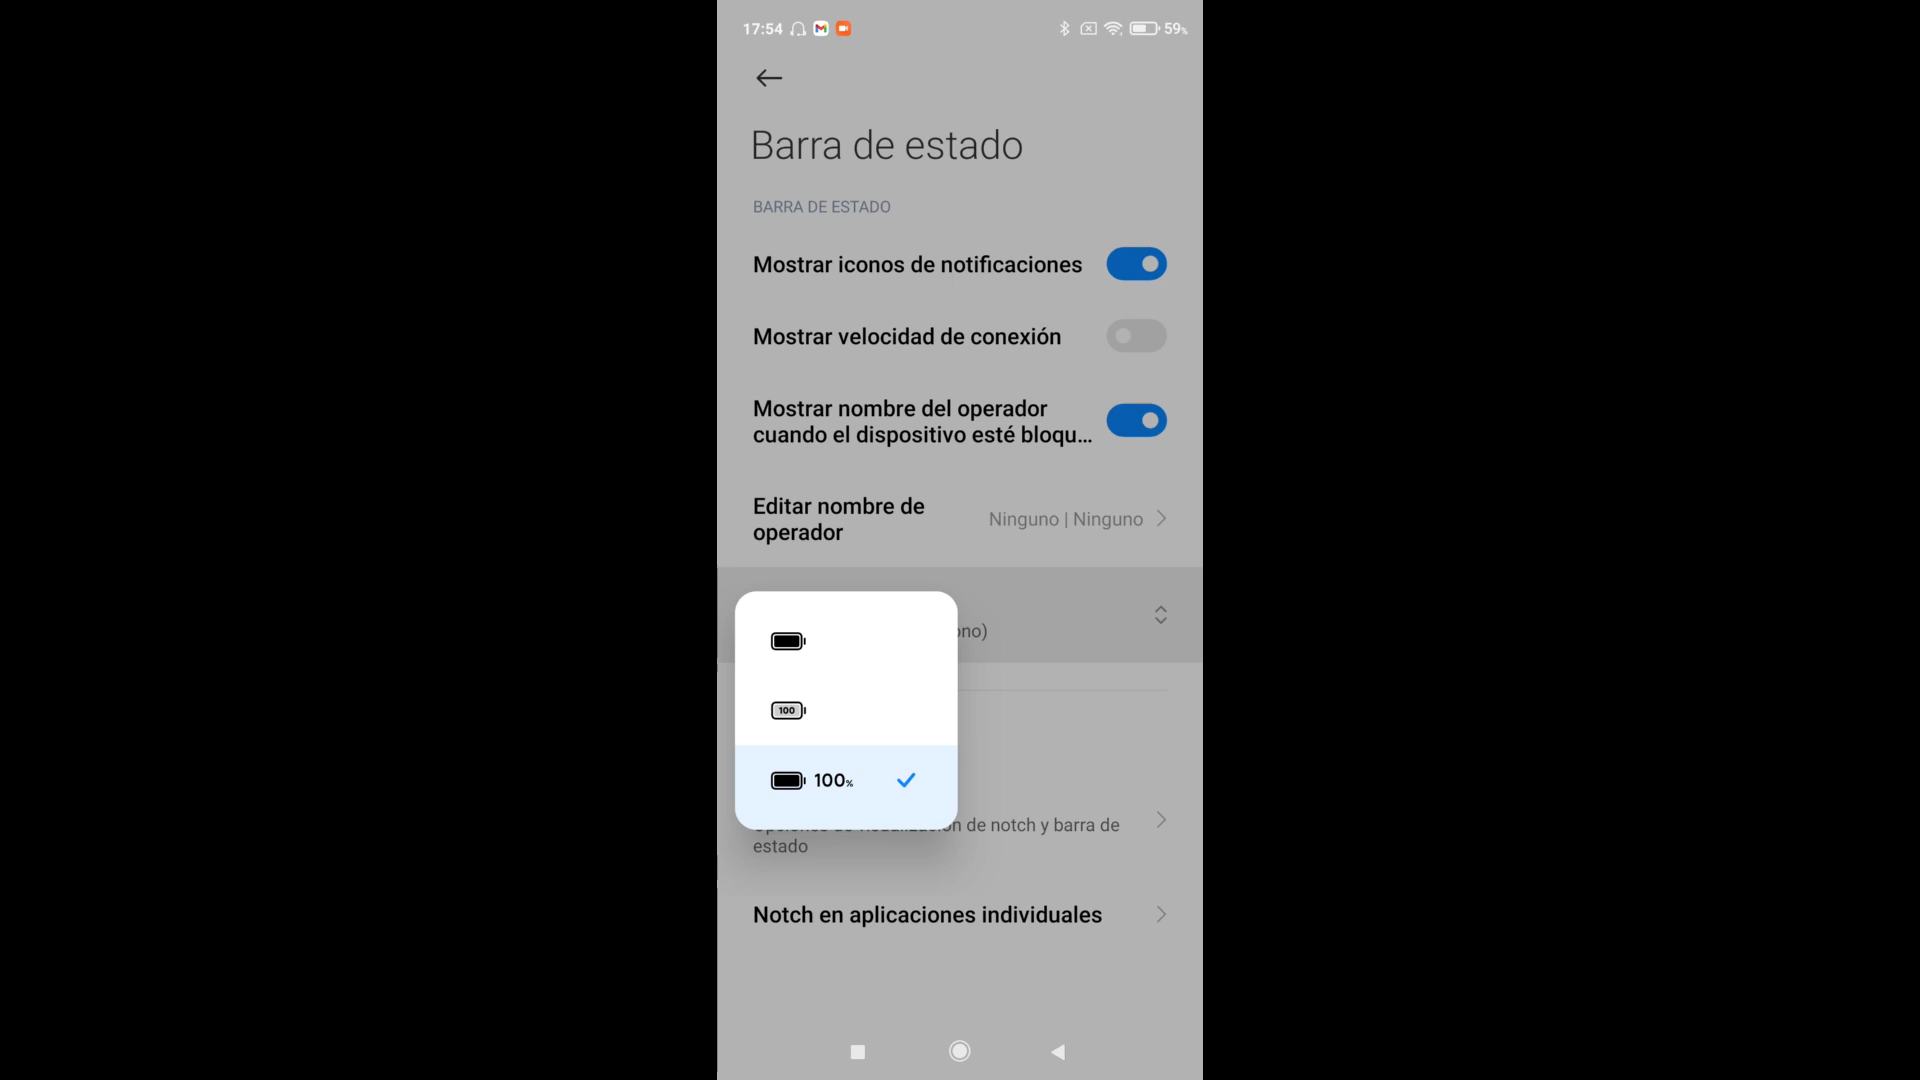 17:54
59%
Barra de estado
BARRA DE ESTADO
Mostrar iconos de notificaciones
Mostrar velocidad de conexión
Mostrar nombre del operador
cuando el dispositivo esté bloqu...
Editar nombre de
operador
Ninguno | Ninguno
ono)
100
100%
n de notch y barra de
estado
Notch en aplicaciones individuales